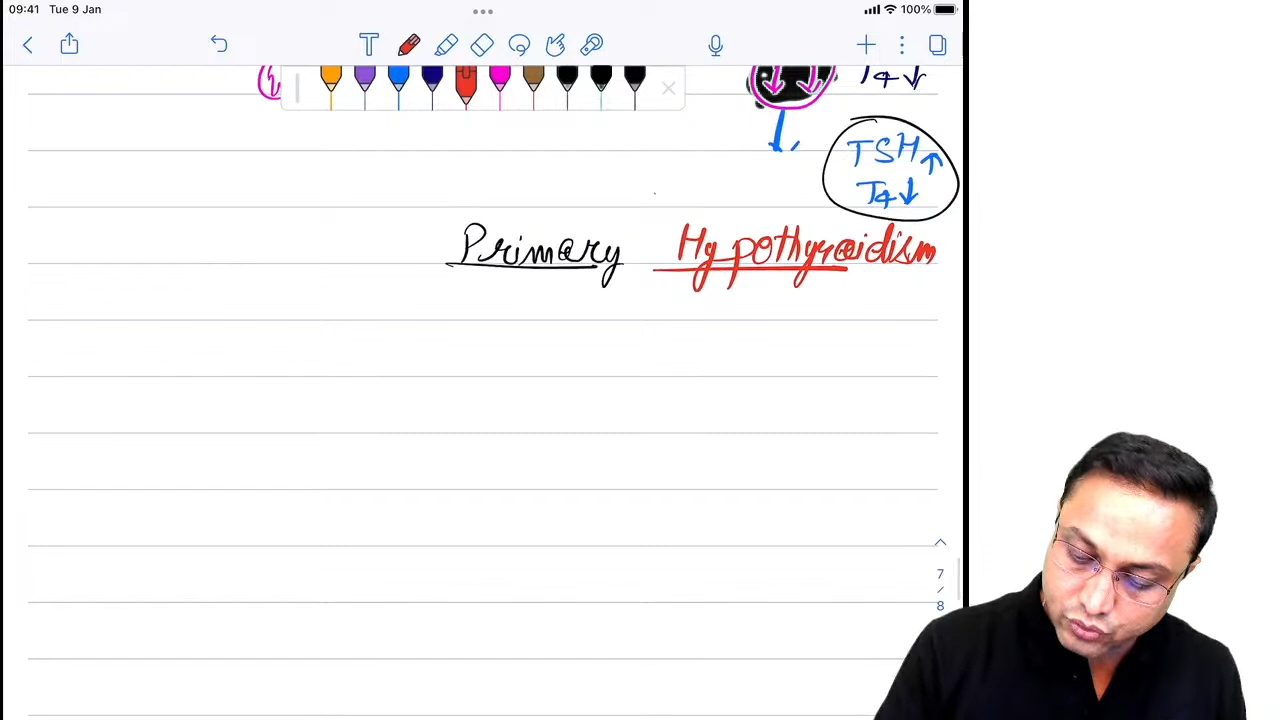 09:41 Tue 9 Jan
100%
T
T4↓
TSH↑
T4↓
Primary Hypothyroidism
7
/
8